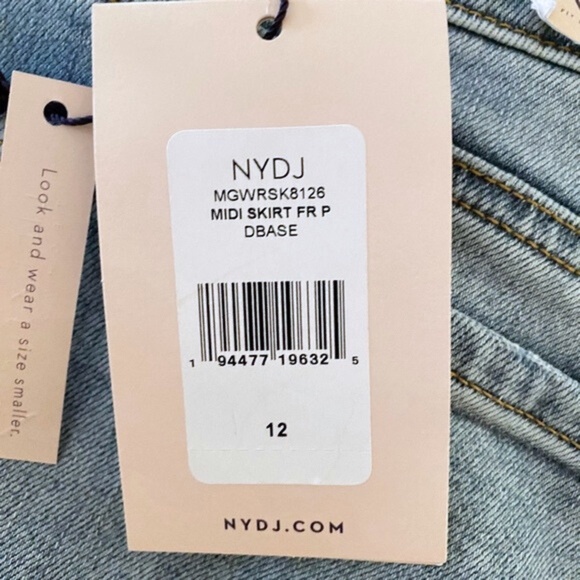 NYDJ
MGWRSK8126
MIDI SKIRT FR P
DBASE
1 94477 19632 5
12
NYDJ.COM
Look and wear a size smaller.